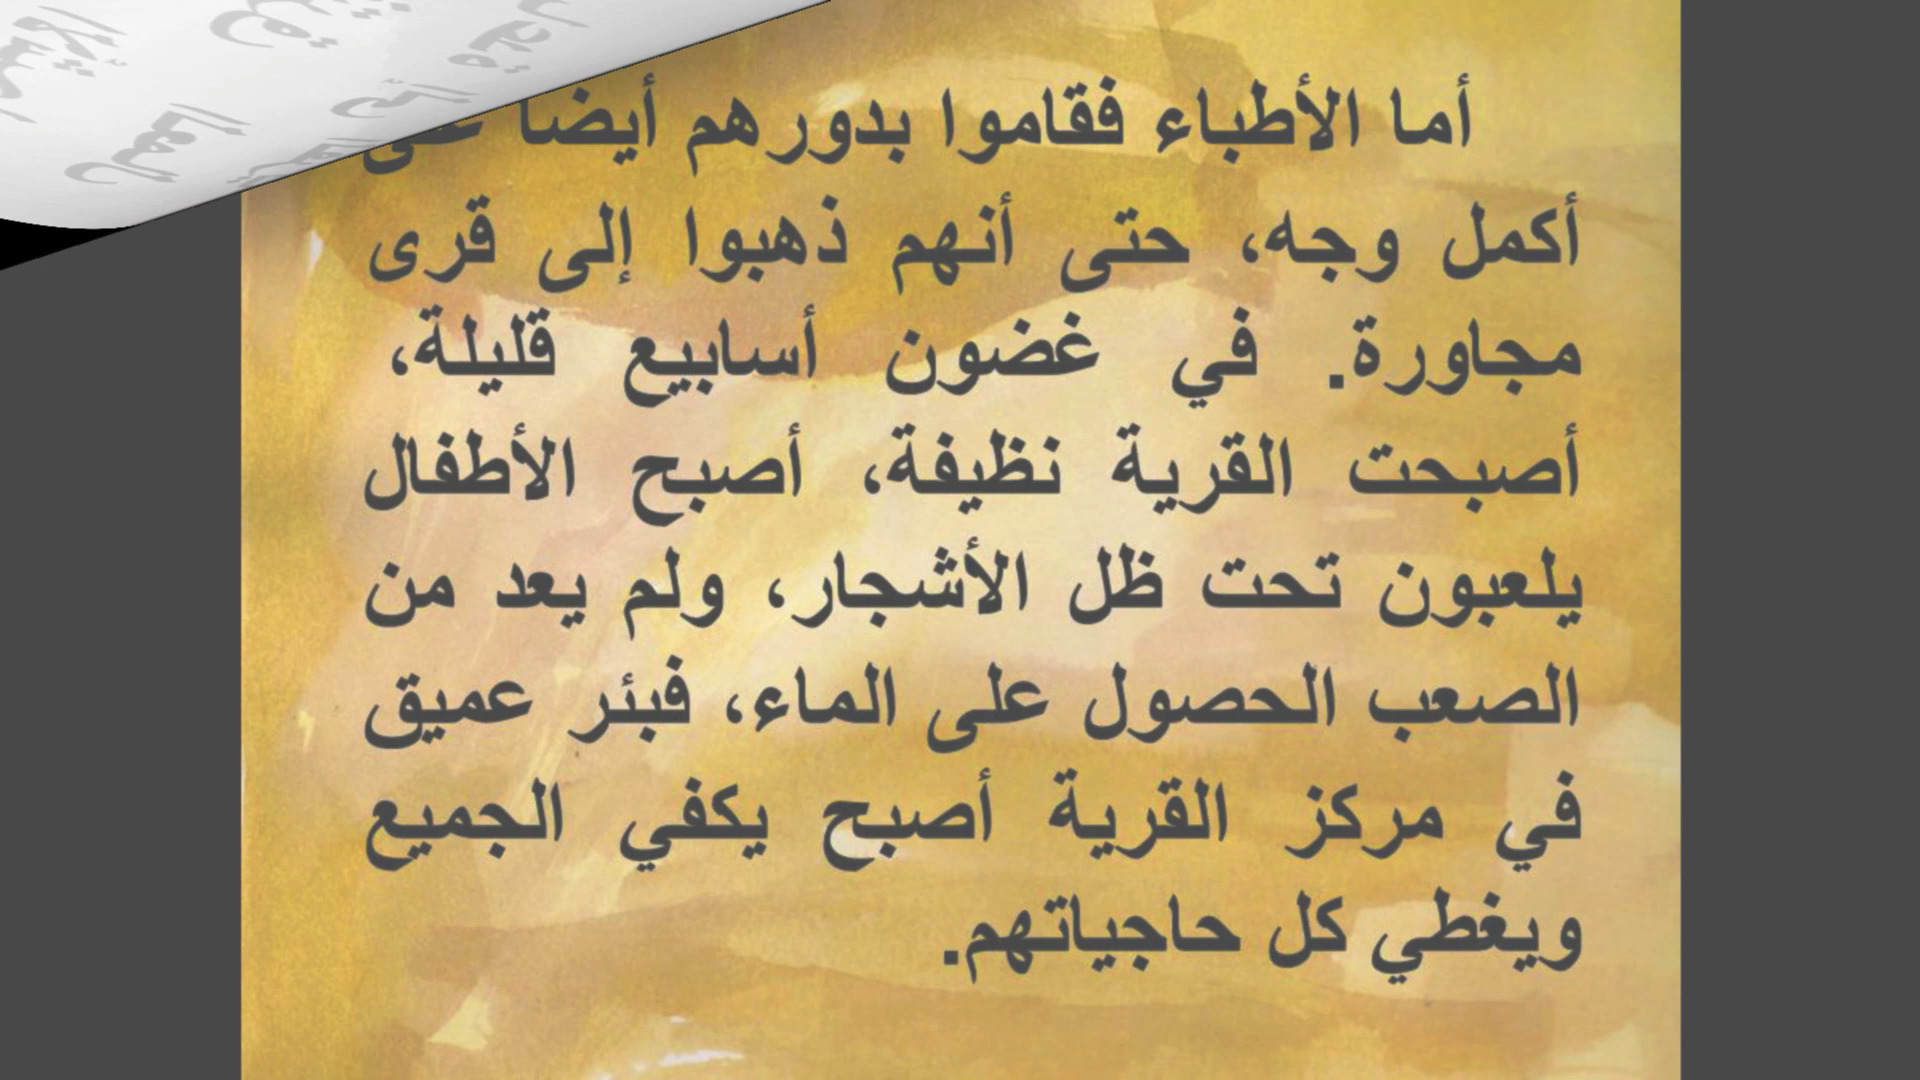 أما الأطباء فقاموا بدورهم أيضا على
أكمل وجه، حتى أنهم ذهبوا إلى قرى
مجاورة. في غضون أسابيع قليلة،
أصبحت القرية نظيفة، أصبح الأطفال
يلعبون تحت ظل الأشجار، ولم يعد من
الصعب الحصول على الماء، فبئر عميق
في مركز القرية أصبح يكفي الجميع
ويغطي كل حاجياتهم.